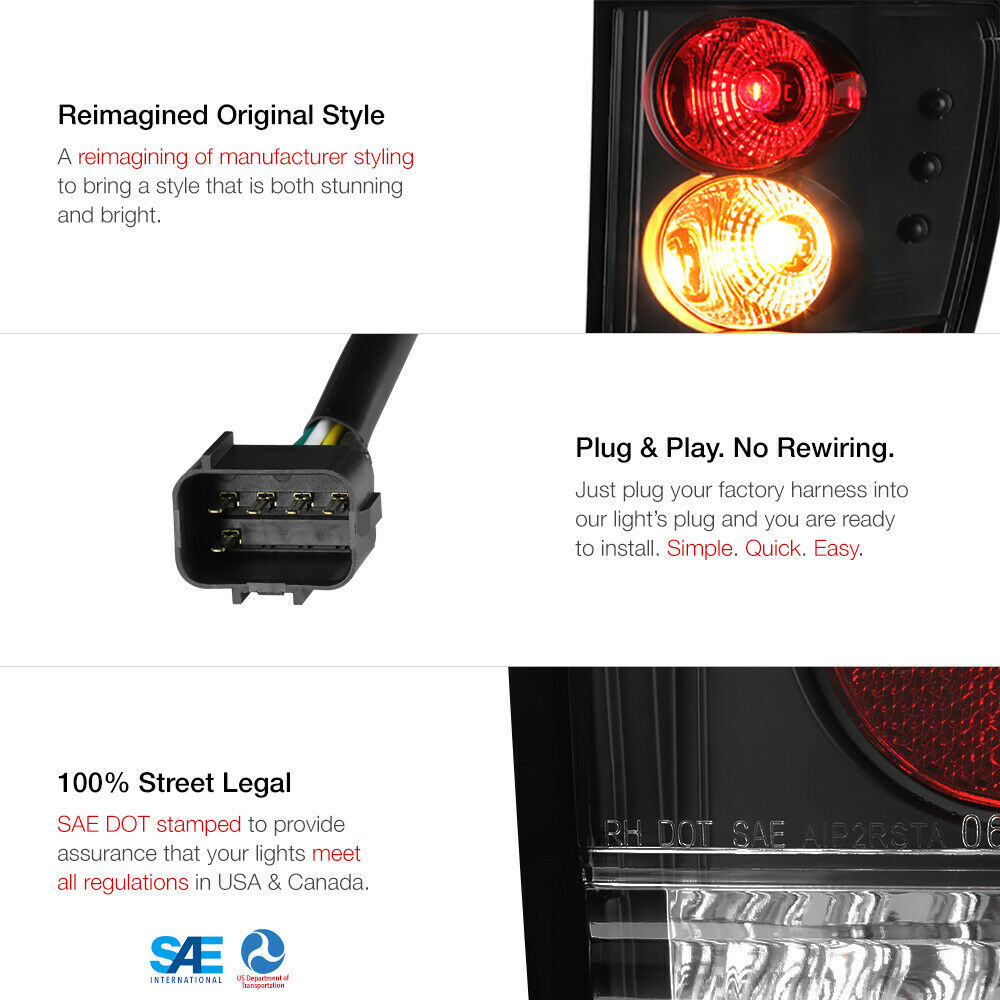 Reimagined Original Style
A reimagining of manufacturer styling
to bring a style that is both stunning
and bright.
Plug & Play. No Rewiring.
Just plug your factory harness into
our light's plug and you are ready
to install. Simple. Quick. Easy.
100% Street Legal
SAE DOT stamped to provide
assurance that your lights meet
all regulations in USA & Canada.
RH DOT SAE AIP2RSTA 06
SAE
INTERNATIONAL
US Department of
Transportation